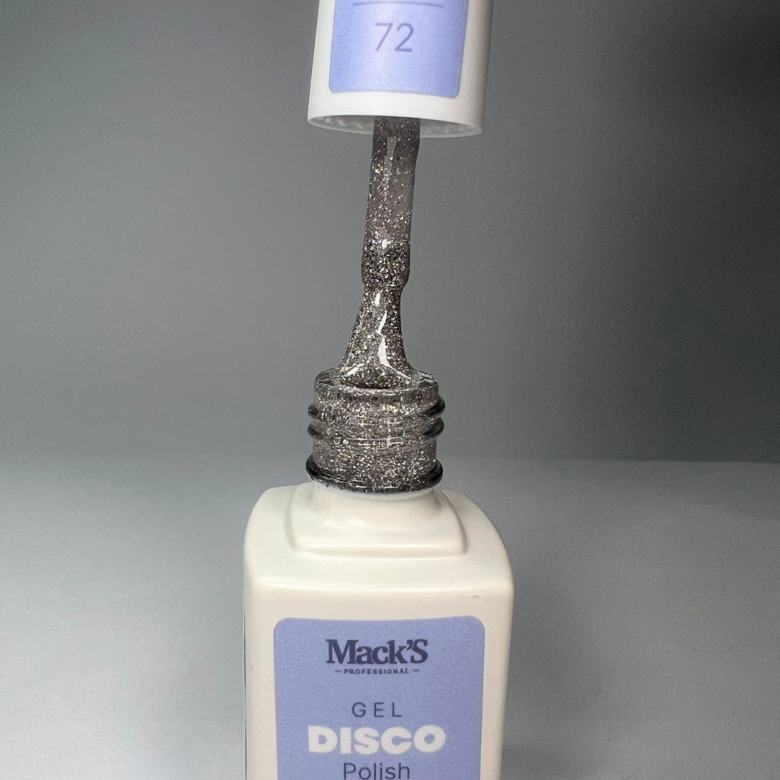 72
Mack'S
PROFESSIONAL
GEL
DISCO
Polish